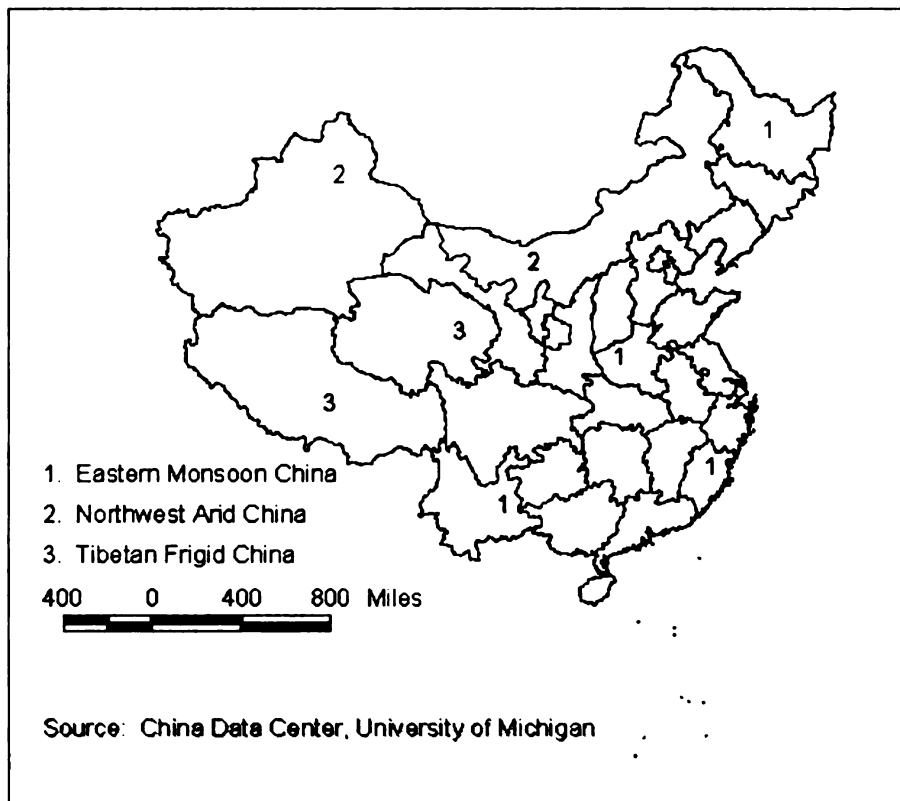 1
2
2
3
1
3
1
1
1. Eastern Monsoon China
2. Northwest Arid China
3. Tibetan Frigid China
400 0 400 800 Miles
Source: China Data Center, University of Michigan